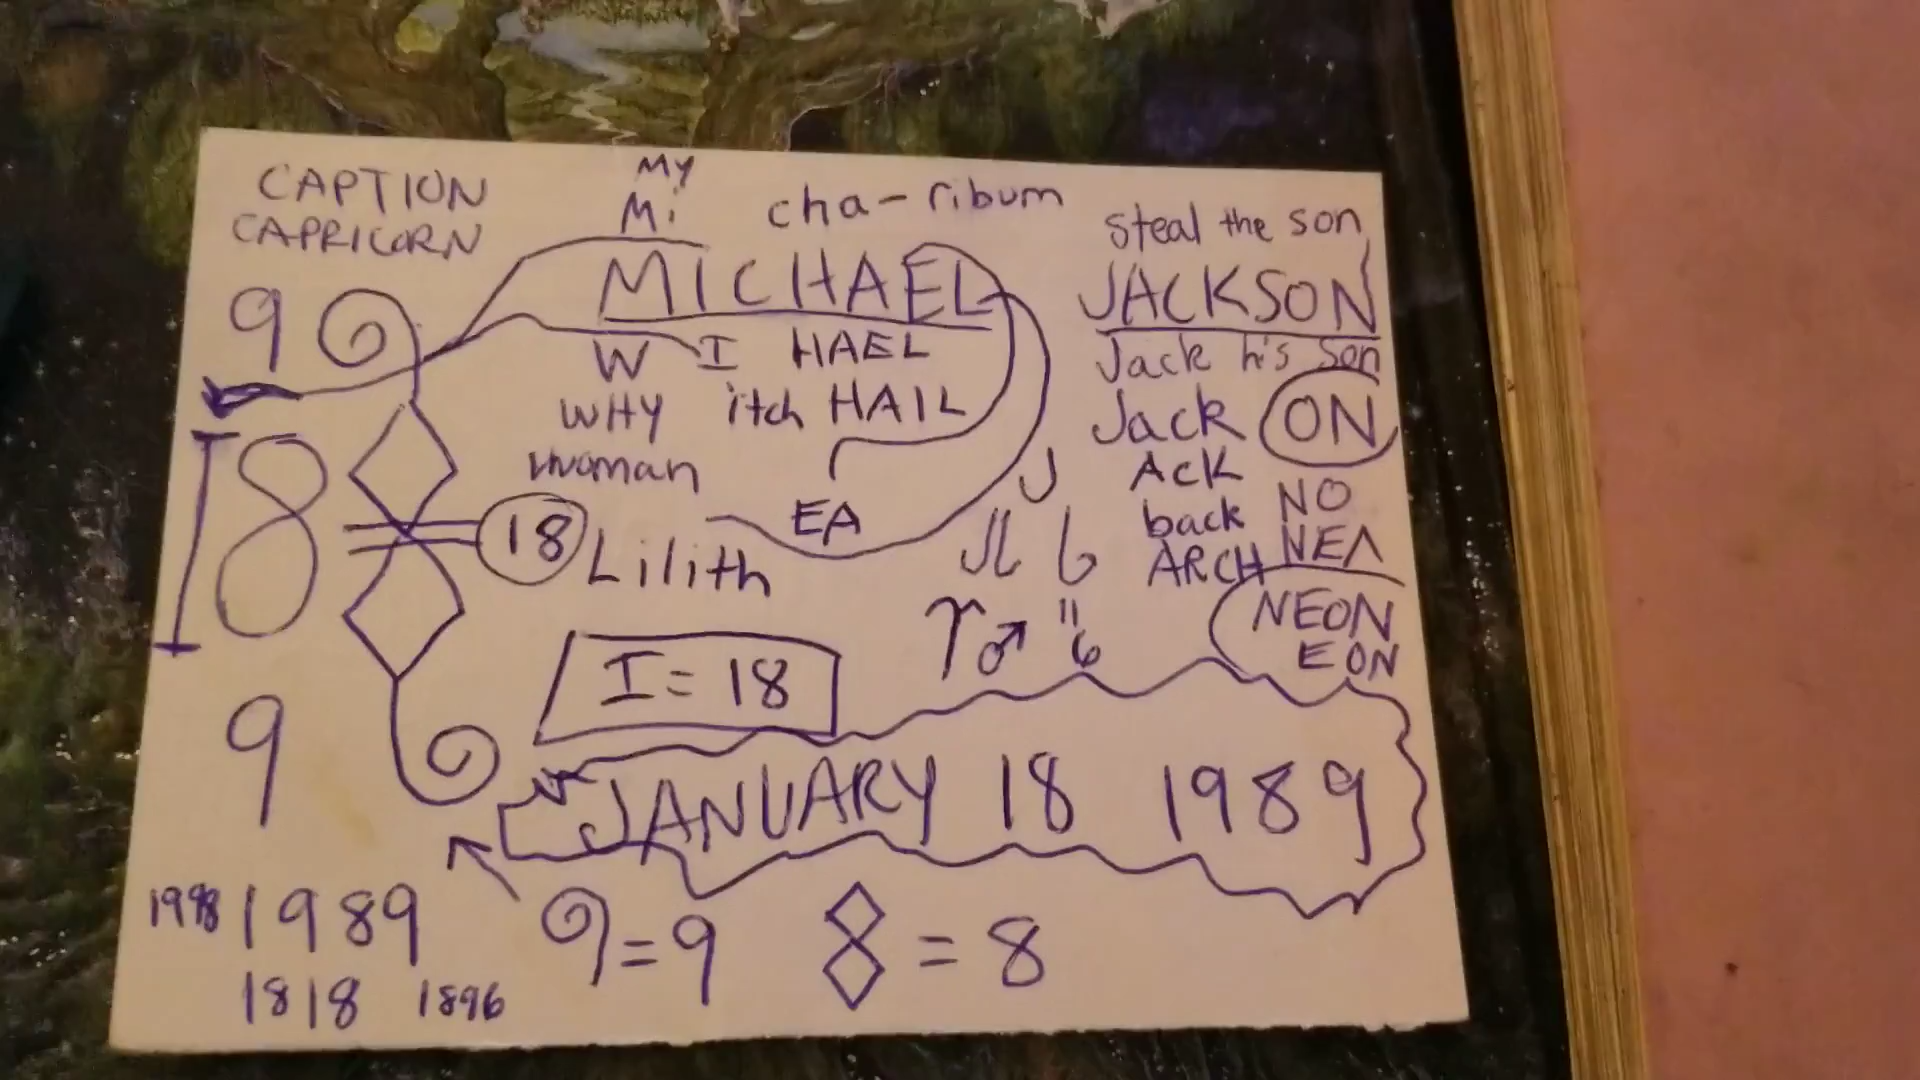 CAPTION
CAPRICORN
9
I8
9
1989
1818 1896
MY
Mi
cha-ribum
MICHAEL
W I HAEL
WHY itch HAIL
woman
EA
18 Lilith
I = 18
steal the son
JACKSON
Jack his son
Jack ON
ACK
back NO
ARCH NEA
NEON
EON
J
♈ ♂ " 6
JANUARY 18 1989
9 = 9
8 = 8